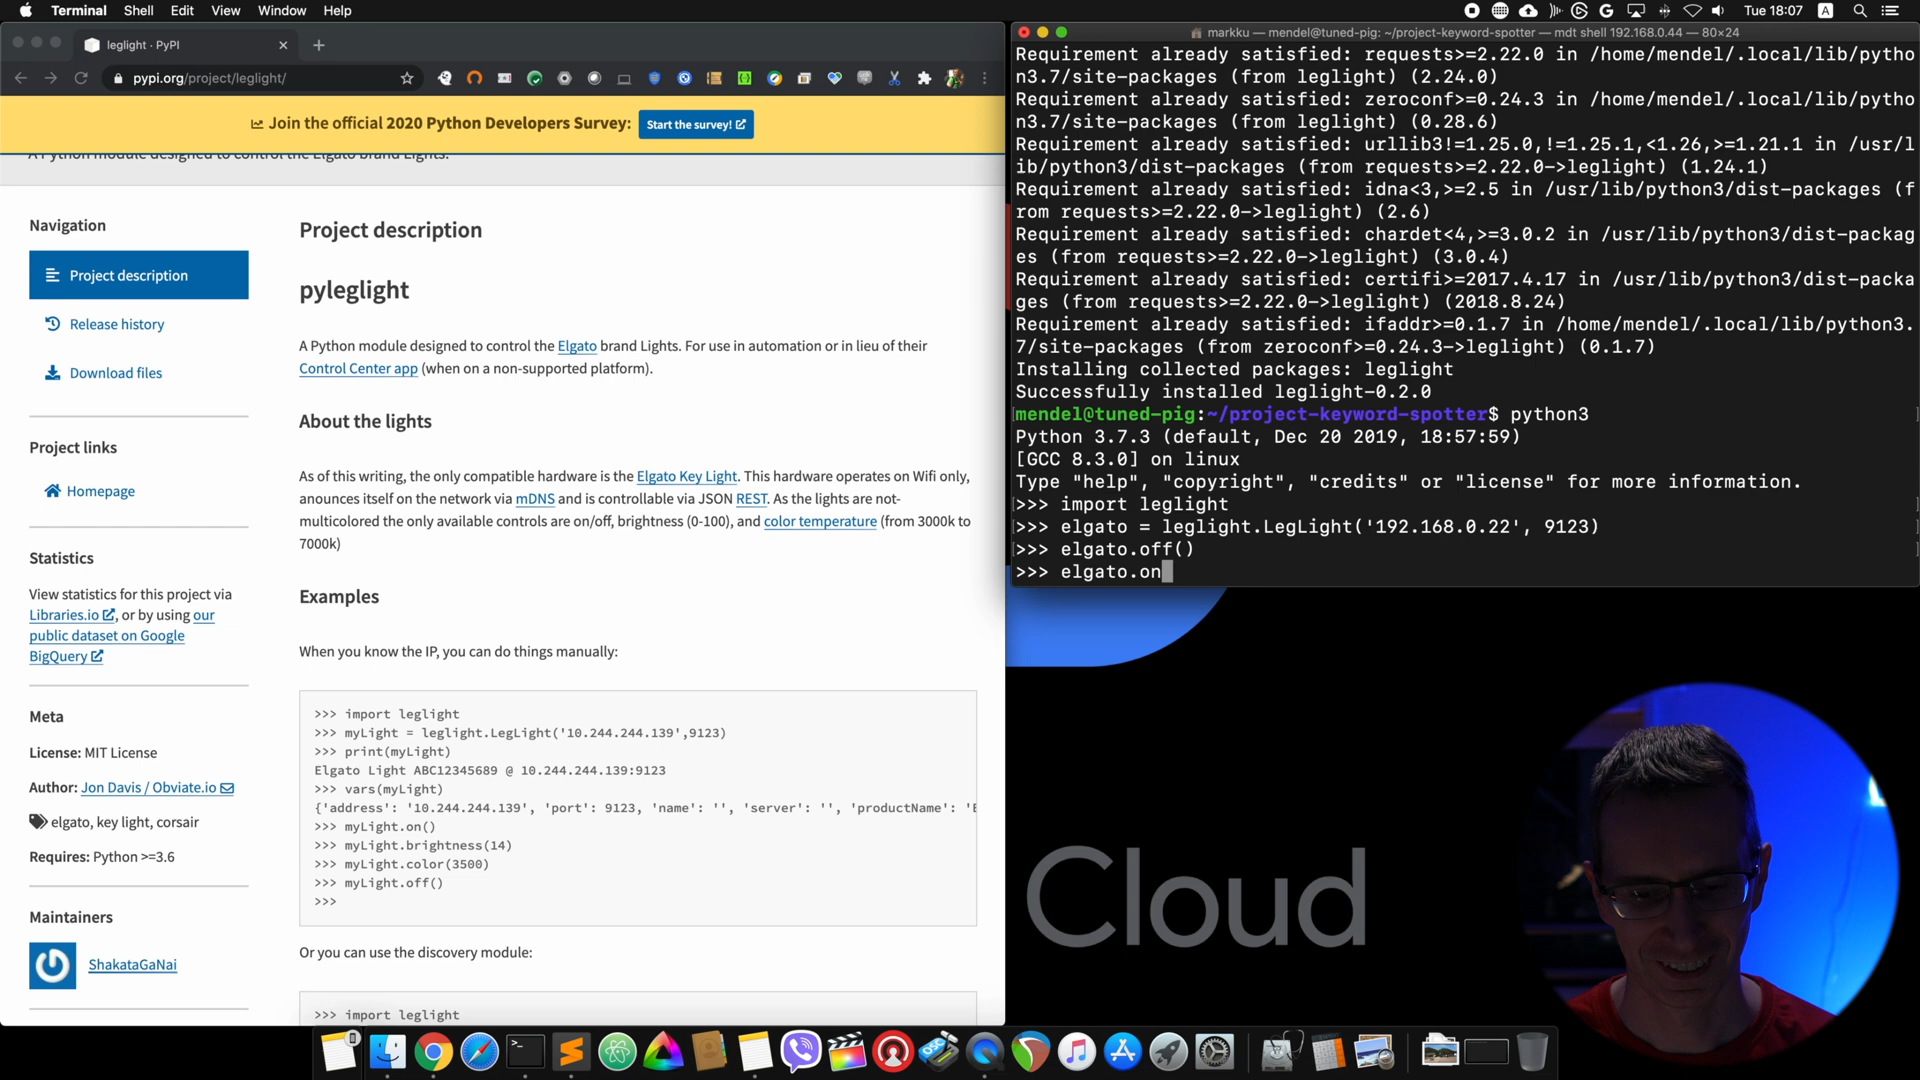 Terminal Shell Edit View Window Help
Tue 18:07
leglight · PyPI
pypi.org/project/leglight/
Join the official 2020 Python Developers Survey: Start the survey!
A Python module designed to control the Elgato brand Lights.
Navigation
Project description
Release history
Download files
Project links
Homepage
Statistics
View statistics for this project via
Libraries.io, or by using our
public dataset on Google
BigQuery
Meta
License: MIT License
Author: Jon Davis / Obviate.io
elgato, key light, corsair
Requires: Python >=3.6
Maintainers
ShakataGaNai
Project description
pyleglight
A Python module designed to control the Elgato brand Lights. For use in automation or in lieu of their
Control Center app (when on a non-supported platform).
About the lights
As of this writing, the only compatible hardware is the Elgato Key Light. This hardware operates on Wifi only,
anounces itself on the network via mDNS and is controllable via JSON REST. As the lights are not-
multicolored the only available controls are on/off, brightness (0-100), and color temperature (from 3000k to
7000k)
Examples
When you know the IP, you can do things manually:
>>> import leglight
>>> myLight = leglight.LegLight('10.244.244.139',9123)
>>> print(myLight)
Elgato Light ABC12345689 @ 10.244.244.139:9123
>>> vars(myLight)
{'address': '10.244.244.139', 'port': 9123, 'name': '', 'server': '', 'productName': 'E
>>> myLight.on()
>>> myLight.brightness(14)
>>> myLight.color(3500)
>>> myLight.off()
>>>
Or you can use the discovery module:
>>> import leglight
markku — mendel@tuned-pig: ~/project-keyword-spotter — mdt shell 192.168.0.44 — 80×24
Requirement already satisfied: requests>=2.22.0 in /home/mendel/.local/lib/pytho
n3.7/site-packages (from leglight) (2.24.0)
Requirement already satisfied: zeroconf>=0.24.3 in /home/mendel/.local/lib/pytho
n3.7/site-packages (from leglight) (0.28.6)
Requirement already satisfied: urllib3!=1.25.0,!=1.25.1,<1.26,>=1.21.1 in /usr/l
ib/python3/dist-packages (from requests>=2.22.0->leglight) (1.24.1)
Requirement already satisfied: idna<3,>=2.5 in /usr/lib/python3/dist-packages (f
rom requests>=2.22.0->leglight) (2.6)
Requirement already satisfied: chardet<4,>=3.0.2 in /usr/lib/python3/dist-packag
es (from requests>=2.22.0->leglight) (3.0.4)
Requirement already satisfied: certifi>=2017.4.17 in /usr/lib/python3/dist-packa
ges (from requests>=2.22.0->leglight) (2018.8.24)
Requirement already satisfied: ifaddr>=0.1.7 in /home/mendel/.local/lib/python3.
7/site-packages (from zeroconf>=0.24.3->leglight) (0.1.7)
Installing collected packages: leglight
Successfully installed leglight-0.2.0
mendel@tuned-pig:~/project-keyword-spotter$ python3
Python 3.7.3 (default, Dec 20 2019, 18:57:59)
[GCC 8.3.0] on linux
Type "help", "copyright", "credits" or "license" for more information.
>>> import leglight
>>> elgato = leglight.LegLight('192.168.0.22', 9123)
>>> elgato.off()
>>> elgato.on
Cloud